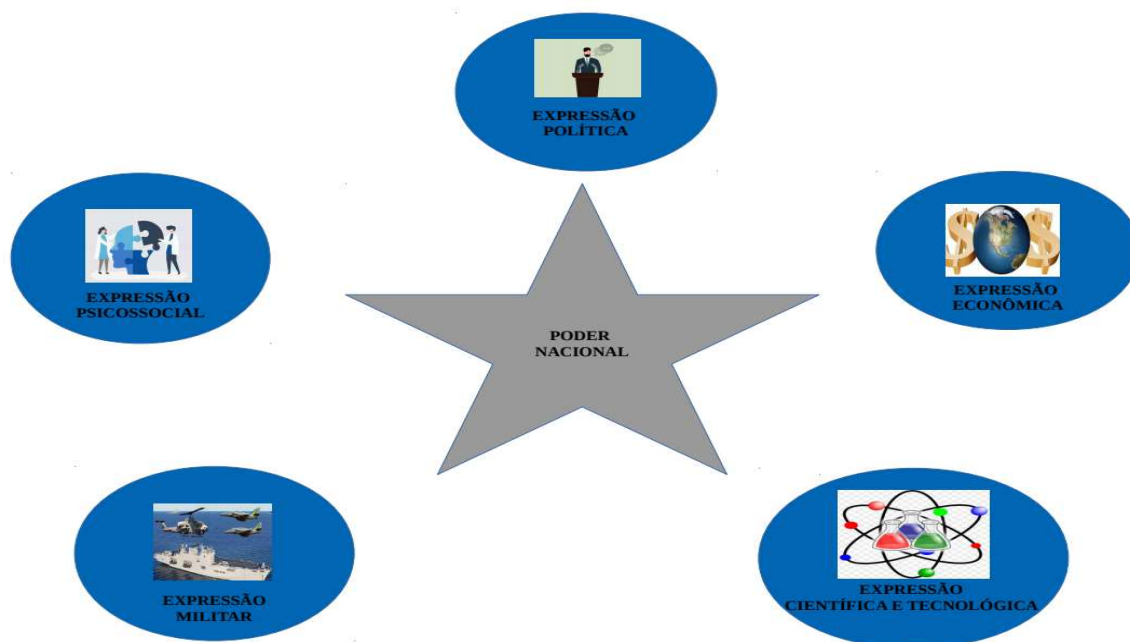 EXPRESSÃO
POLÍTICA
EXPRESSÃO
PSICOSSOCIAL
EXPRESSÃO
ECONÔMICA
PODER
NACIONAL
EXPRESSÃO
MILITAR
EXPRESSÃO
CIENTÍFICA E TECNOLÓGICA